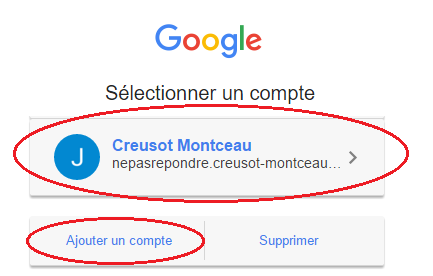 Google
Sélectionner un compte
J
Creusot Montceau
nepasrepondre.creusot-montceau...
Ajouter un compte
Supprimer